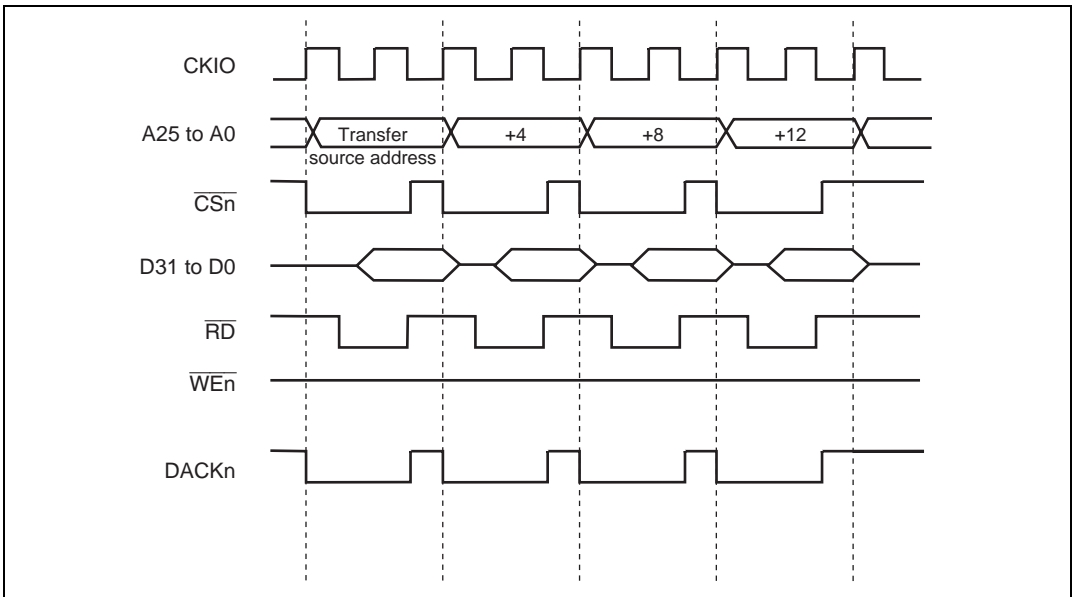 CKIO
A25 to A0
Transfer
source address
+4
+8
+12
CSn
D31 to D0
RD
WEn
DACKn